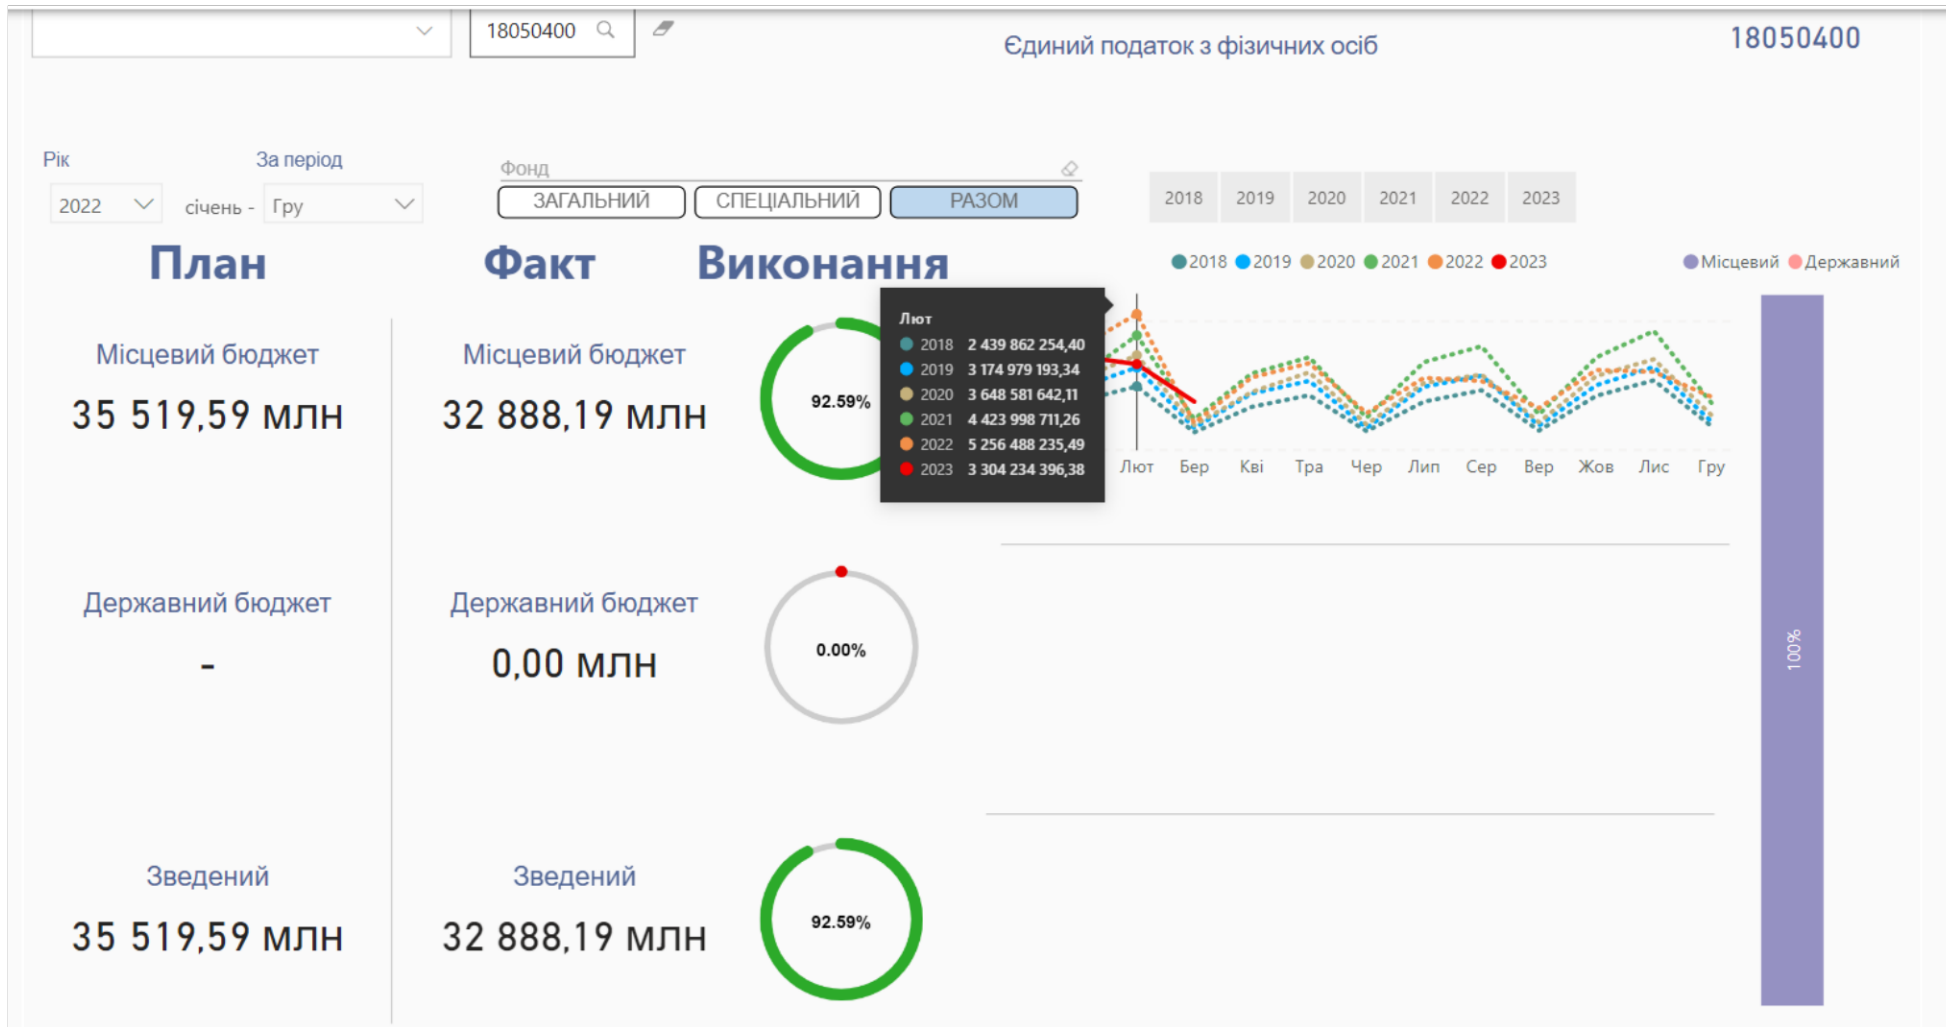 18050400
Єдиний податок з фізичних осіб
18050400
Рік
За період
2022
січень -
Гру
Фонд
ЗАГАЛЬНИЙ
СПЕЦІАЛЬНИЙ
РАЗОМ
2018 2019 2020 2021 2022 2023
План
Факт
Виконання
2018 2019 2020 2021 2022 2023
Місцевий Державний
Місцевий бюджет
35 519,59 млн
Місцевий бюджет
32 888,19 млн
92.59%
Лют
2018 2 439 862 254,40
2019 3 174 979 193,34
2020 3 648 581 642,11
2021 4 423 998 711,26
2022 5 256 488 235,49
2023 3 304 234 396,38
Лют Бер Кві Тра Чер Лип Сер Вер Жов Лис Гру
Державний бюджет
-
Державний бюджет
0,00 млн
0.00%
100%
Зведений
35 519,59 млн
Зведений
32 888,19 млн
92.59%